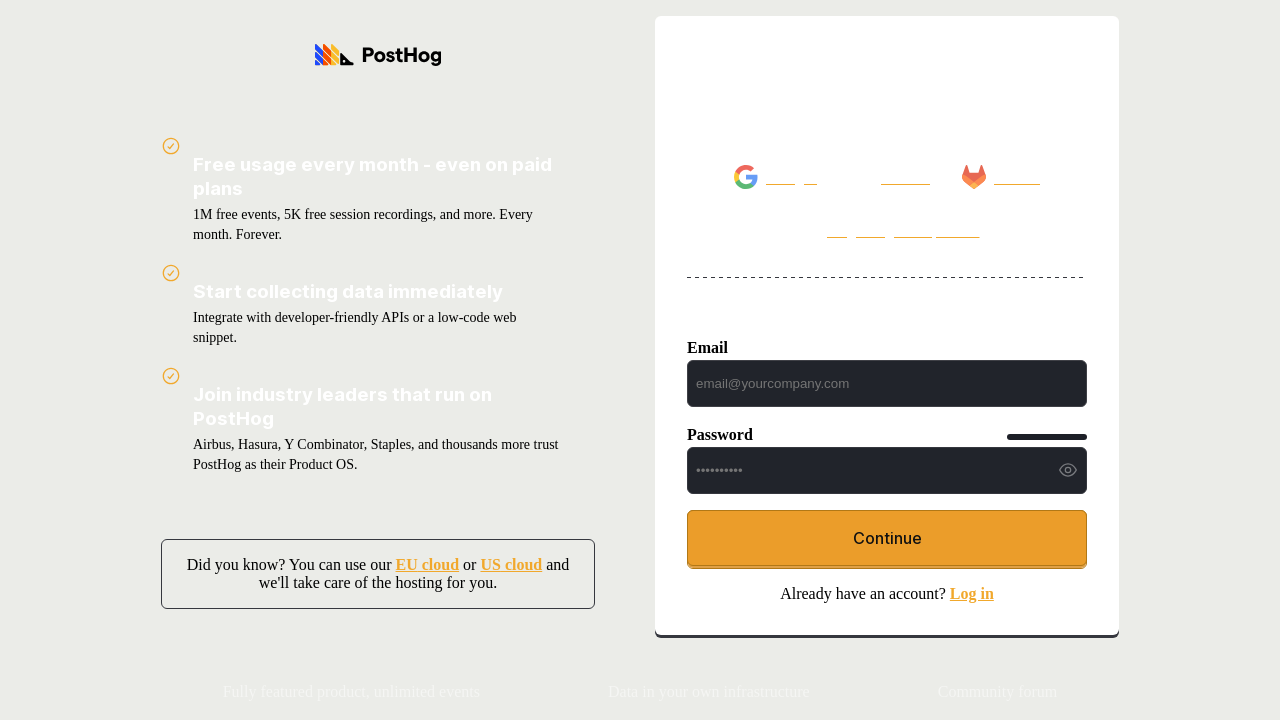 PostHog
Free usage every month - even on paid
plans
1M free events, 5K free session recordings, and more. Every
month. Forever.
Start collecting data immediately
Integrate with developer-friendly APIs or a low-code web
snippet.
Join industry leaders that run on
PostHog
Airbus, Hasura, Y Combinator, Staples, and thousands more trust
PostHog as their Product OS.
Did you know? You can use our EU cloud or US cloud and
we'll take care of the hosting for you.
Email
email@yourcompany.com
Password
••••••••••
Continue
Already have an account? Log in
Fully featured product, unlimited events
Data in your own infrastructure
Community forum